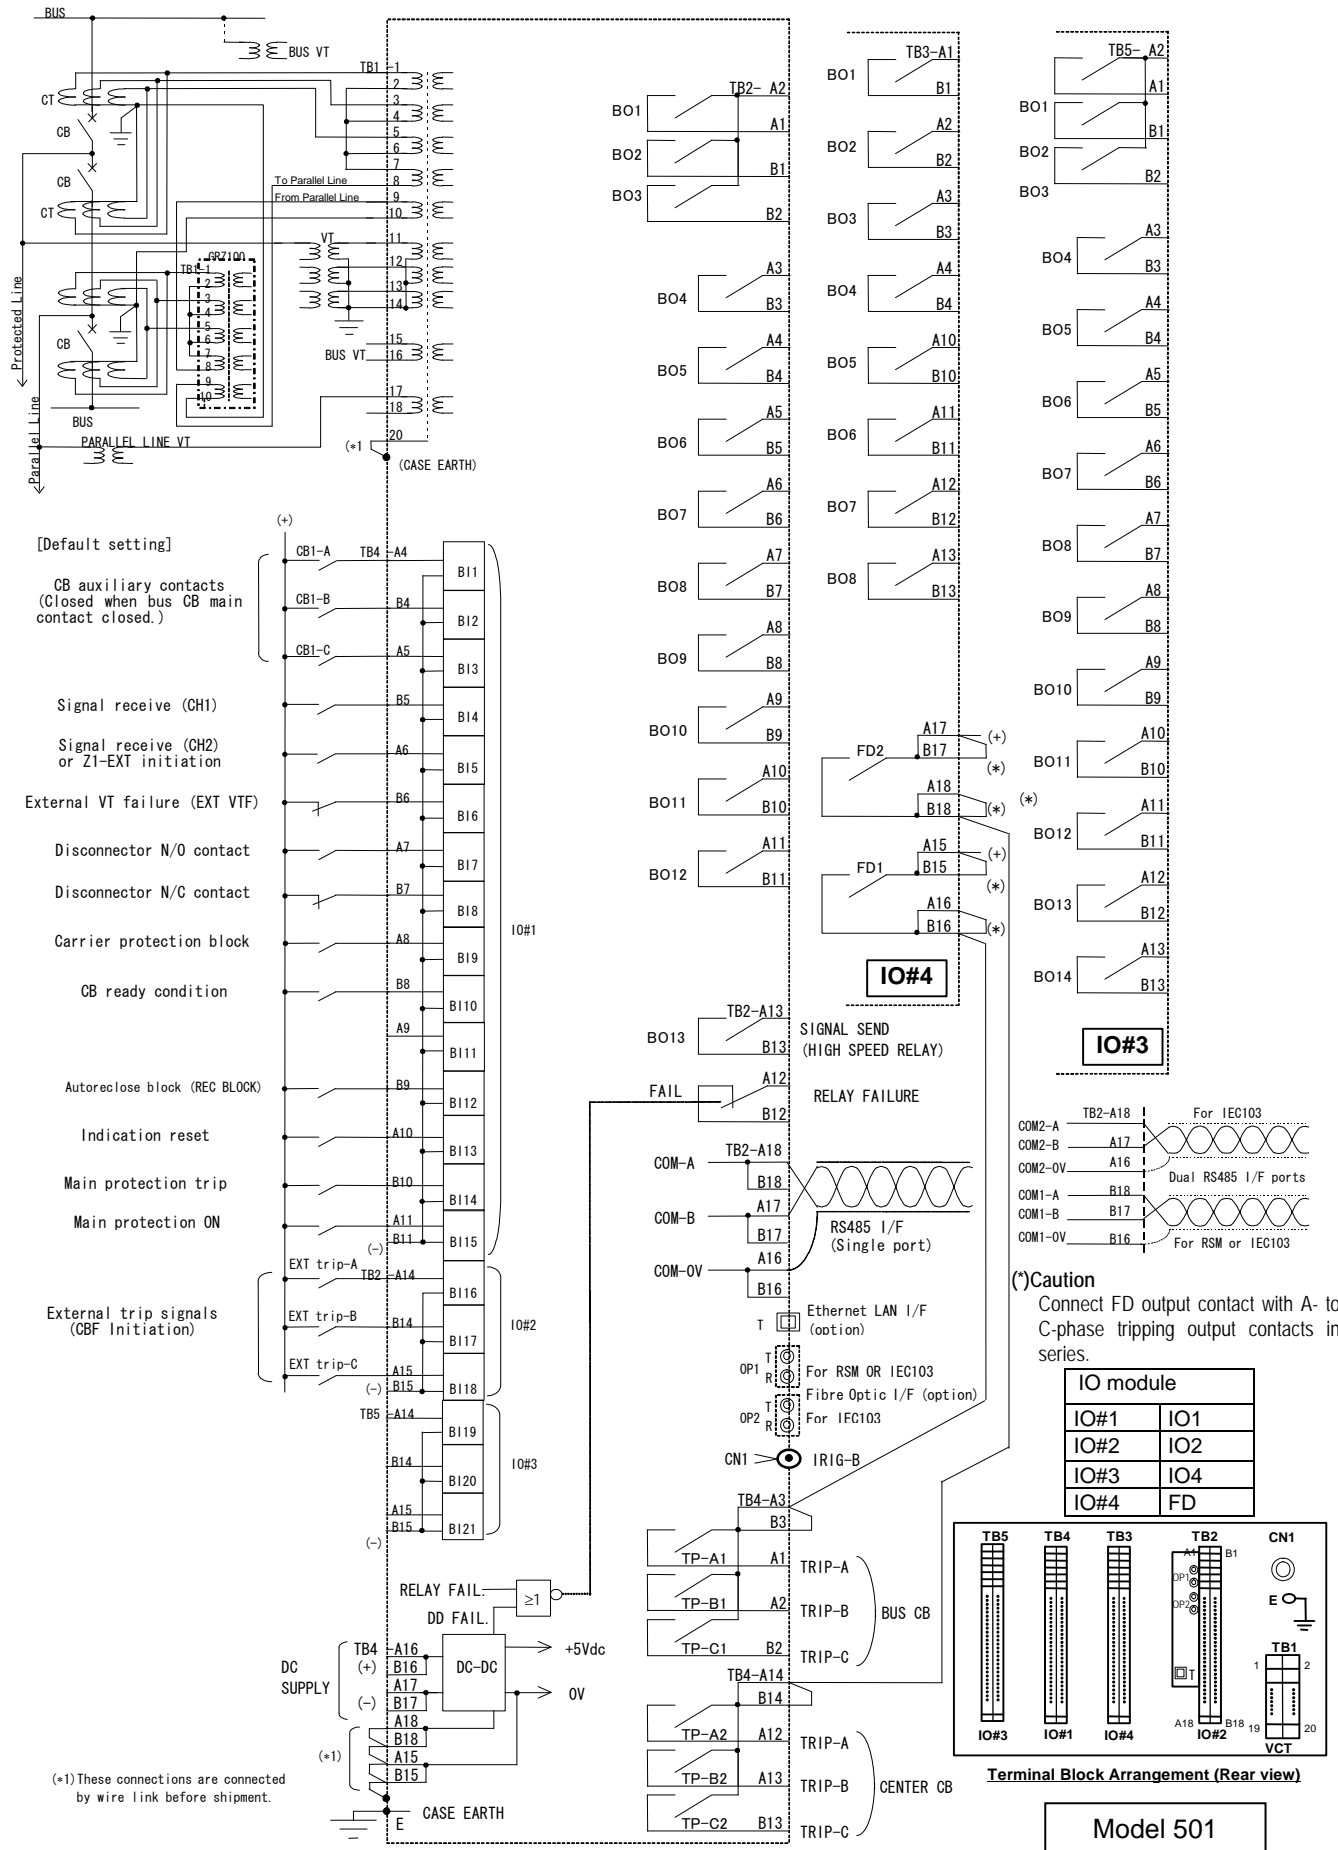 BUS
BUS VT
CT
CB
CB
CT
To Parallel Line
From Parallel Line
VT
GRZ100
TB1-1
2
3
4
5
6
7
8
9
10
CB
BUS
PARALLEL LINE VT
Protected Line
Parallel Line
TB1 -1
2
3
4
5
6
7
8
9
10
11
12
13
14
15
BUS VT 16
17
18
20
(*1
(CASE EARTH)
[Default setting]
(+)
CB auxiliary contacts
(Closed when bus CB main
contact closed.)
CB1-A TB4 -A4 BI1
CB1-B B4 BI2
CB1-C A5 BI3
Signal receive (CH1) B5 BI4
Signal receive (CH2)
or Z1-EXT initiation A6 BI5
External VT failure (EXT VTF) B6 BI6
Disconnector N/O contact A7 BI7
Disconnector N/C contact B7 BI8
IO#1
Carrier protection block A8 BI9
CB ready condition B8 BI10
A9 BI11
Autoreclose block (REC BLOCK) B9 BI12
Indication reset A10 BI13
Main protection trip B10 BI14
Main protection ON A11 BI15
(-) B11
External trip signals
(CBF Initiation)
EXT trip-A TB2 -A14 BI16
EXT trip-B B14 BI17
IO#2
EXT trip-C A15 BI18
(-) B15
TB5 -A14 BI19
B14 BI20
IO#3
A15 BI21
B15
(-)
RELAY FAIL.
≥1
DD FAIL.
DC
SUPPLY
TB4 -A16
(+) B16
A17
(-) B17
DC-DC
+5Vdc
0V
A18
B18
(*1)
A15
B15
E
CASE EARTH
(*1)These connections are connected
by wire link before shipment.
TB2- A2
BO1 A1
BO2 B1
BO3 B2
BO4 A3 B3
BO5 A4 B4
BO6 A5 B5
BO7 A6 B6
BO8 A7 B7
BO9 A8 B8
BO10 A9 B9
BO11 A10 B10
BO12 A11 B11
BO13 TB2-A13 B13
SIGNAL SEND
(HIGH SPEED RELAY)
FAIL A12 B12
RELAY FAILURE
COM-A TB2-A18 B18
COM-B A17 B17
COM-0V A16 B16
RS485 I/F
(Single port)
T
Ethernet LAN I/F
(option)
OP1 T R
For RSM OR IEC103
Fibre Optic I/F (option)
OP2 T R
For IEC103
CN1 IRIG-B
TB4-A3
B3
TP-A1 A1 TRIP-A
TP-B1 A2 TRIP-B
TP-C1 B2 TRIP-C
BUS CB
TB4-A14
B14
TP-A2 A12 TRIP-A
TP-B2 A13 TRIP-B
TP-C2 B13 TRIP-C
CENTER CB
TB3-A1
BO1 B1
BO2 A2 B2
BO3 A3 B3
BO4 A4 B4
BO5 A10 B10
BO6 A11 B11
BO7 A12 B12
BO8 A13 B13
FD2 A17 (+)
B17 (*)
A18
B18 (*)
FD1 A15 (+)
B15 (*)
A16
B16 (*)
IO#4
TB5- A2
A1
BO1 B1
BO2 B2
BO3
BO4 A3 B3
BO5 A4 B4
BO6 A5 B5
BO7 A6 B6
BO8 A7 B7
BO9 A8 B8
BO10 A9 B9
BO11 A10 B10
(*)
BO12 A11 B11
BO13 A12 B12
BO14 A13 B13
IO#3
COM2-A TB2-A18 For IEC103
COM2-B A17
COM2-0V A16 Dual RS485 I/F ports
COM1-A B18
COM1-B B17
COM1-0V B16 For RSM or IEC103
(*)Caution
Connect FD output contact with A- to
C-phase tripping output contacts in
series.
IO module
IO#1 IO1
IO#2 IO2
IO#3 IO4
IO#4 FD
TB5 TB4 TB3 TB2 CN1
A1 B1
OP1
OP2
E
TB1
1 2
T
A18 B18 19 20
IO#3 IO#1 IO#4 IO#2 VCT
Terminal Block Arrangement (Rear view)
Model 501